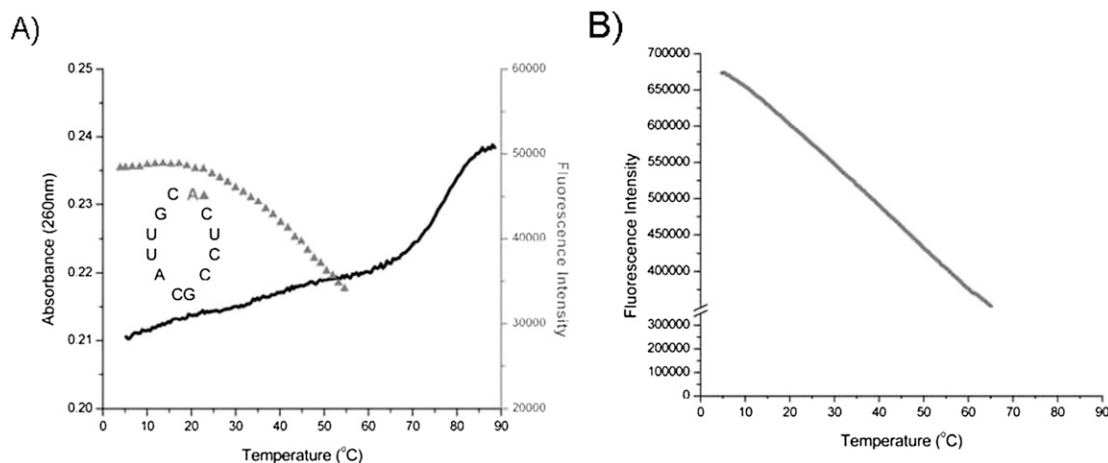 A)
0.25
0.24
0.23
0.22
0.21
0.20
Absorbance (260nm)
60000
50000
40000
30000
20000
Fluorescence Intensity
C A
G C
U U
U C
A C
CG
0 10 20 30 40 50 60 70 80 90
Temperature (°C)
B)
700000
650000
600000
550000
500000
450000
400000
300000
200000
100000
0
Fluorescence Intensity
0 10 20 30 40 50 60 70 80 90
Temperature (°C)